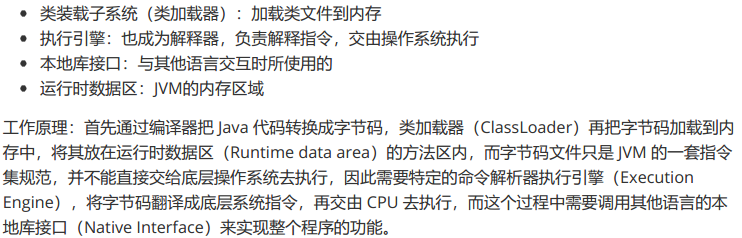 • 类装载子系统（类加载器）：加载类文件到内存
• 执行引擎：也成为解释器，负责解释指令，交由操作系统执行
• 本地库接口：与其他语言交互时所使用的
• 运行时数据区：JVM的内存区域
工作原理：首先通过编译器把 Java 代码转换成字节码，类加载器（ClassLoader）再把字节码加载到内
存中，将其放在运行时数据区（Runtime data area）的方法区内，而字节码文件只是 JVM 的一套指令
集规范，并不能直接交给底层操作系统去执行，因此需要特定的命令解析器执行引擎（Execution
Engine），将字节码翻译成底层系统指令，再交由 CPU 去执行，而这个过程中需要调用其他语言的本
地库接口（Native Interface）来实现整个程序的功能。